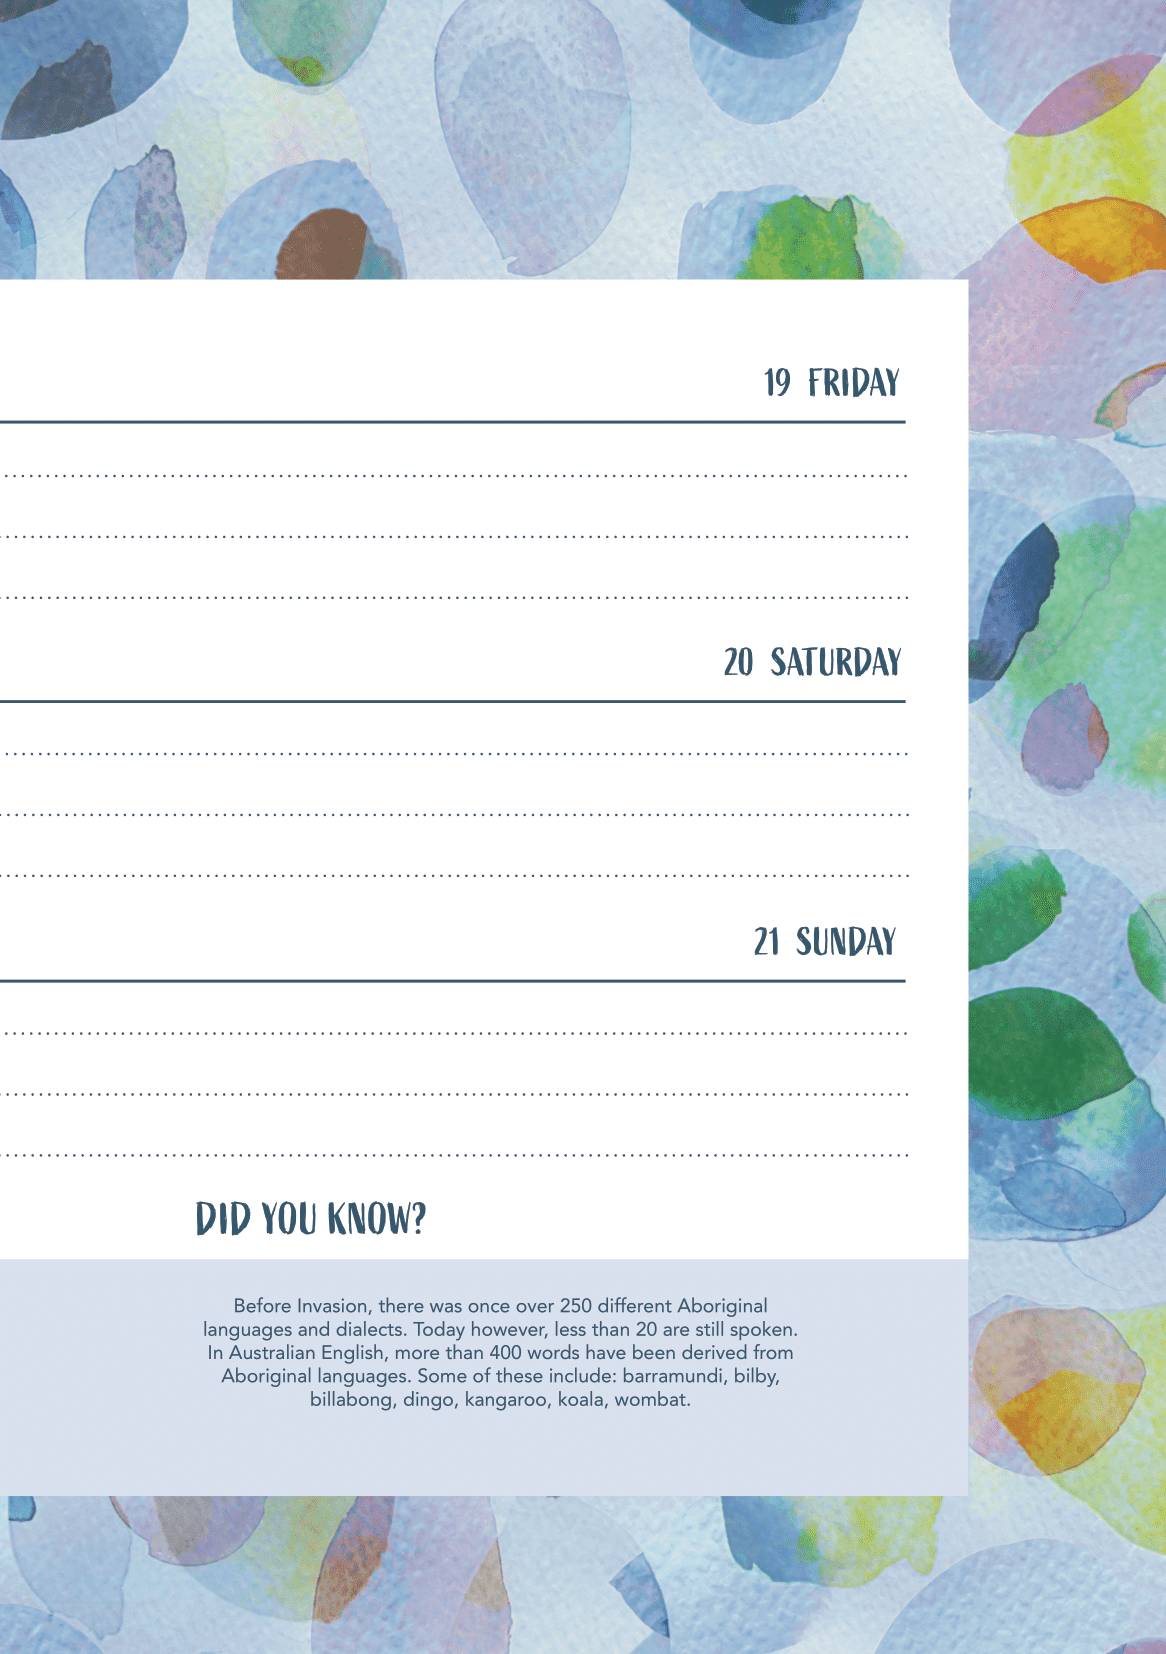 19 FRIDAY
20 SATURDAY
21 SUNDAY
DID YOU KNOW?
Before Invasion, there was once over 250 different Aboriginal
languages and dialects. Today however, less than 20 are still spoken.
In Australian English, more than 400 words have been derived from
Aboriginal languages. Some of these include: barramundi, bilby,
billabong, dingo, kangaroo, koala, wombat.